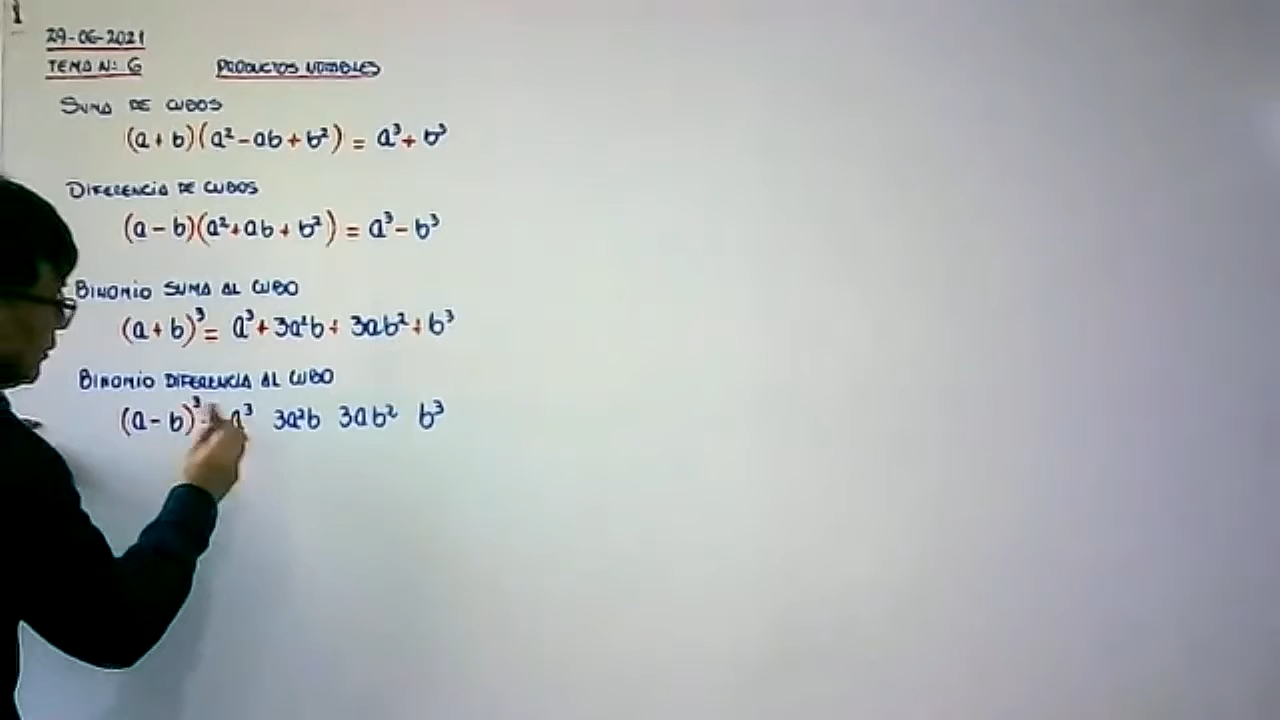 29-06-2021
TEMA N: 6 PRODUCTOS NOTABLES
SUMA DE CUBOS
(a + b)(a² - ab + b²) = a³ + b³
DIFERENCIA DE CUBOS
(a - b)(a² + ab + b²) = a³ - b³
BINOMIO SUMA AL CUBO
(a + b)³ = a³ + 3a²b + 3ab² + b³
BINOMIO DIFERENCIA AL CUBO
(a - b)³ a³ 3a²b 3ab² b³